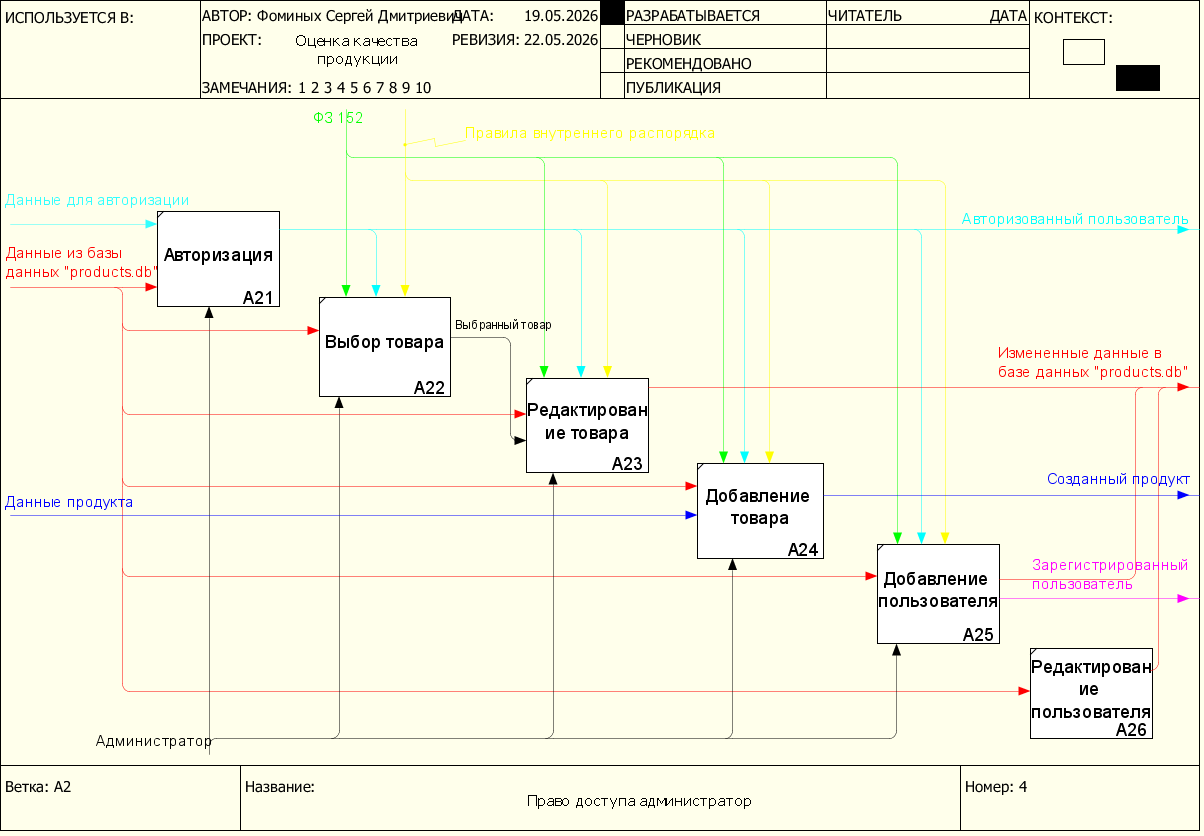 ИСПОЛЬЗУЕТСЯ В:
АВТОР: Фоминых Сергей Дмитриевич
ДАТА: 19.05.2026
РАЗРАБАТЫВАЕТСЯ
ЧИТАТЕЛЬ
ДАТА
КОНТЕКСТ:
ПРОЕКТ: Оценка качества
продукции
РЕВИЗИЯ: 22.05.2026
ЧЕРНОВИК
РЕКОМЕНДОВАНО
ЗАМЕЧАНИЯ: 1 2 3 4 5 6 7 8 9 10
ПУБЛИКАЦИЯ
ФЗ 152
Правила внутреннего распорядка
Данные для авторизации
Авторизованный пользователь
Данные из базы
данных "products.db"
Авторизация
A21
Выбор товара
A22
Выбранный товар
Измененные данные в
базе данных "products.db"
Редактирован
ие товара
A23
Данные продукта
Созданный продукт
Добавление
товара
A24
Зарегистрированный
пользователь
Добавление
пользователя
A25
Редактирован
ие
пользователя
A26
Администратор
Ветка: A2
Название:
Право доступа администратор
Номер: 4